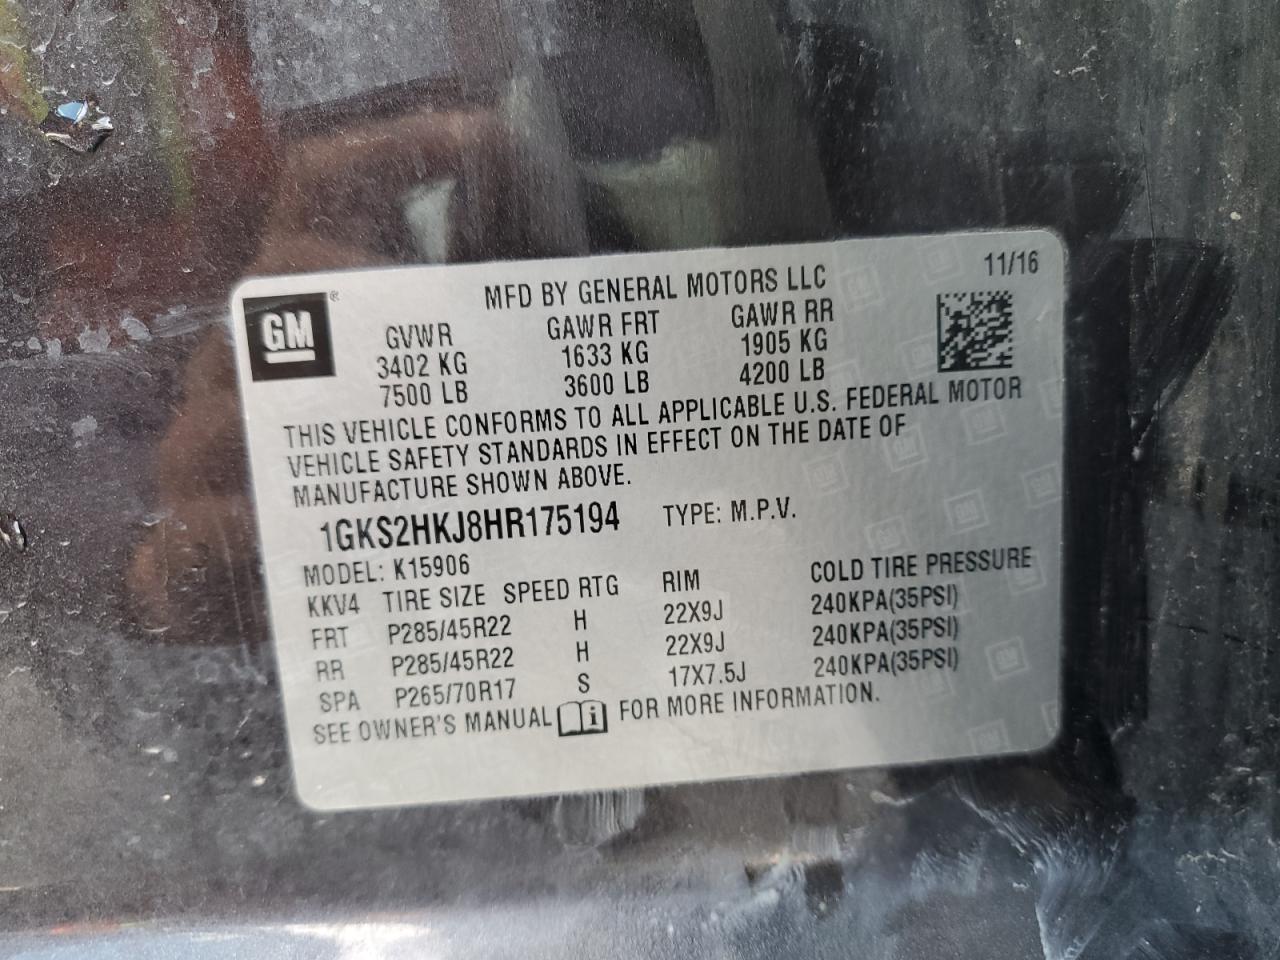 11/16
GM®
MFD BY GENERAL MOTORS LLC
GVWR GAWR FRT GAWR RR
3402 KG 1633 KG 1905 KG
7500 LB 3600 LB 4200 LB
THIS VEHICLE CONFORMS TO ALL APPLICABLE U.S. FEDERAL MOTOR
VEHICLE SAFETY STANDARDS IN EFFECT ON THE DATE OF
MANUFACTURE SHOWN ABOVE.
1GKS2HKJ8HR175194 TYPE: M.P.V.
MODEL: K15906
KKV4 TIRE SIZE SPEED RTG RIM COLD TIRE PRESSURE
FRT P285/45R22 H 22X9J 240KPA(35PSI)
RR P285/45R22 H 22X9J 240KPA(35PSI)
SPA P265/70R17 S 17X7.5J 240KPA(35PSI)
SEE OWNER'S MANUAL i FOR MORE INFORMATION.